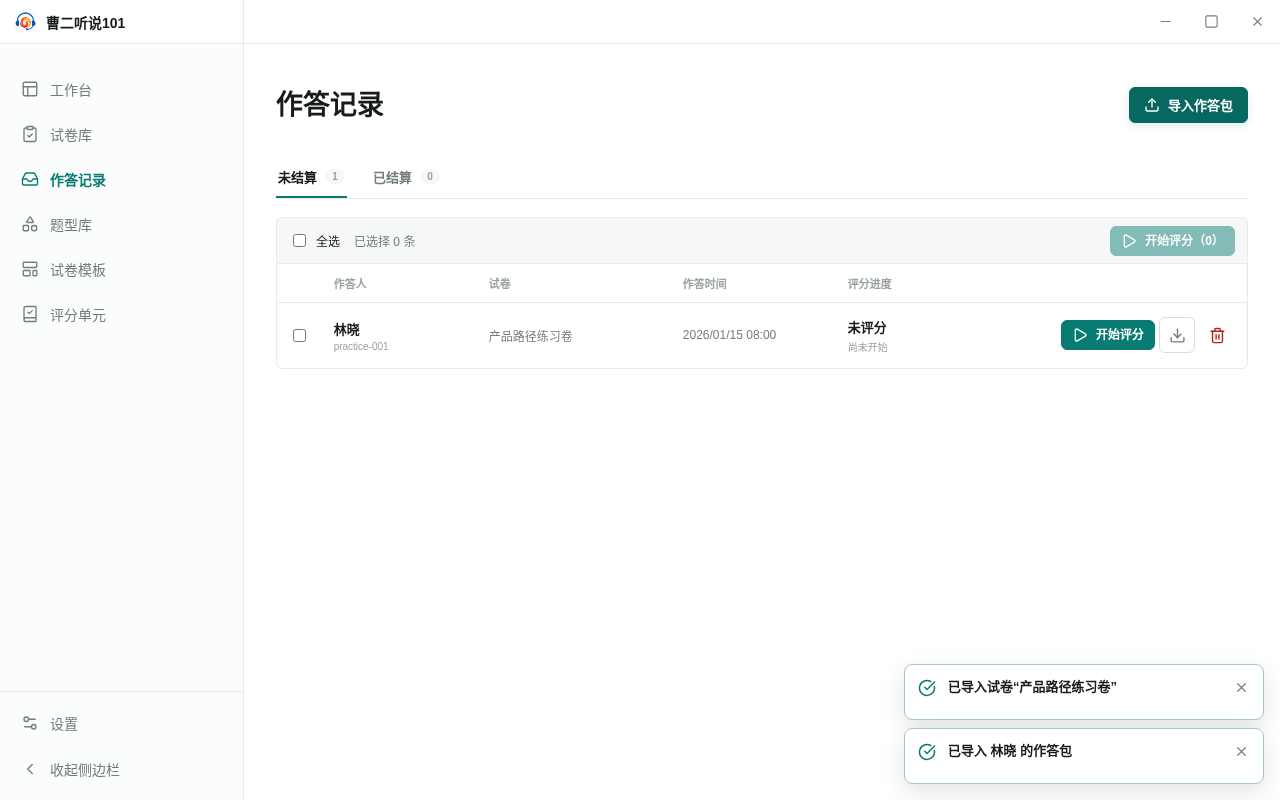 曹二听说101
工作台
试卷库
作答记录
题型库
试卷模板
评分单元
设置
收起侧边栏
作答记录
导入作答包
未结算 1 已结算 0
全选 已选择 0 条 开始评分（0）
作答人 试卷 作答时间 评分进度
林晓 产品路径练习卷 2026/01/15 08:00 未评分 开始评分
practice-001 尚未开始
已导入试卷“产品路径练习卷”
已导入 林晓 的作答包